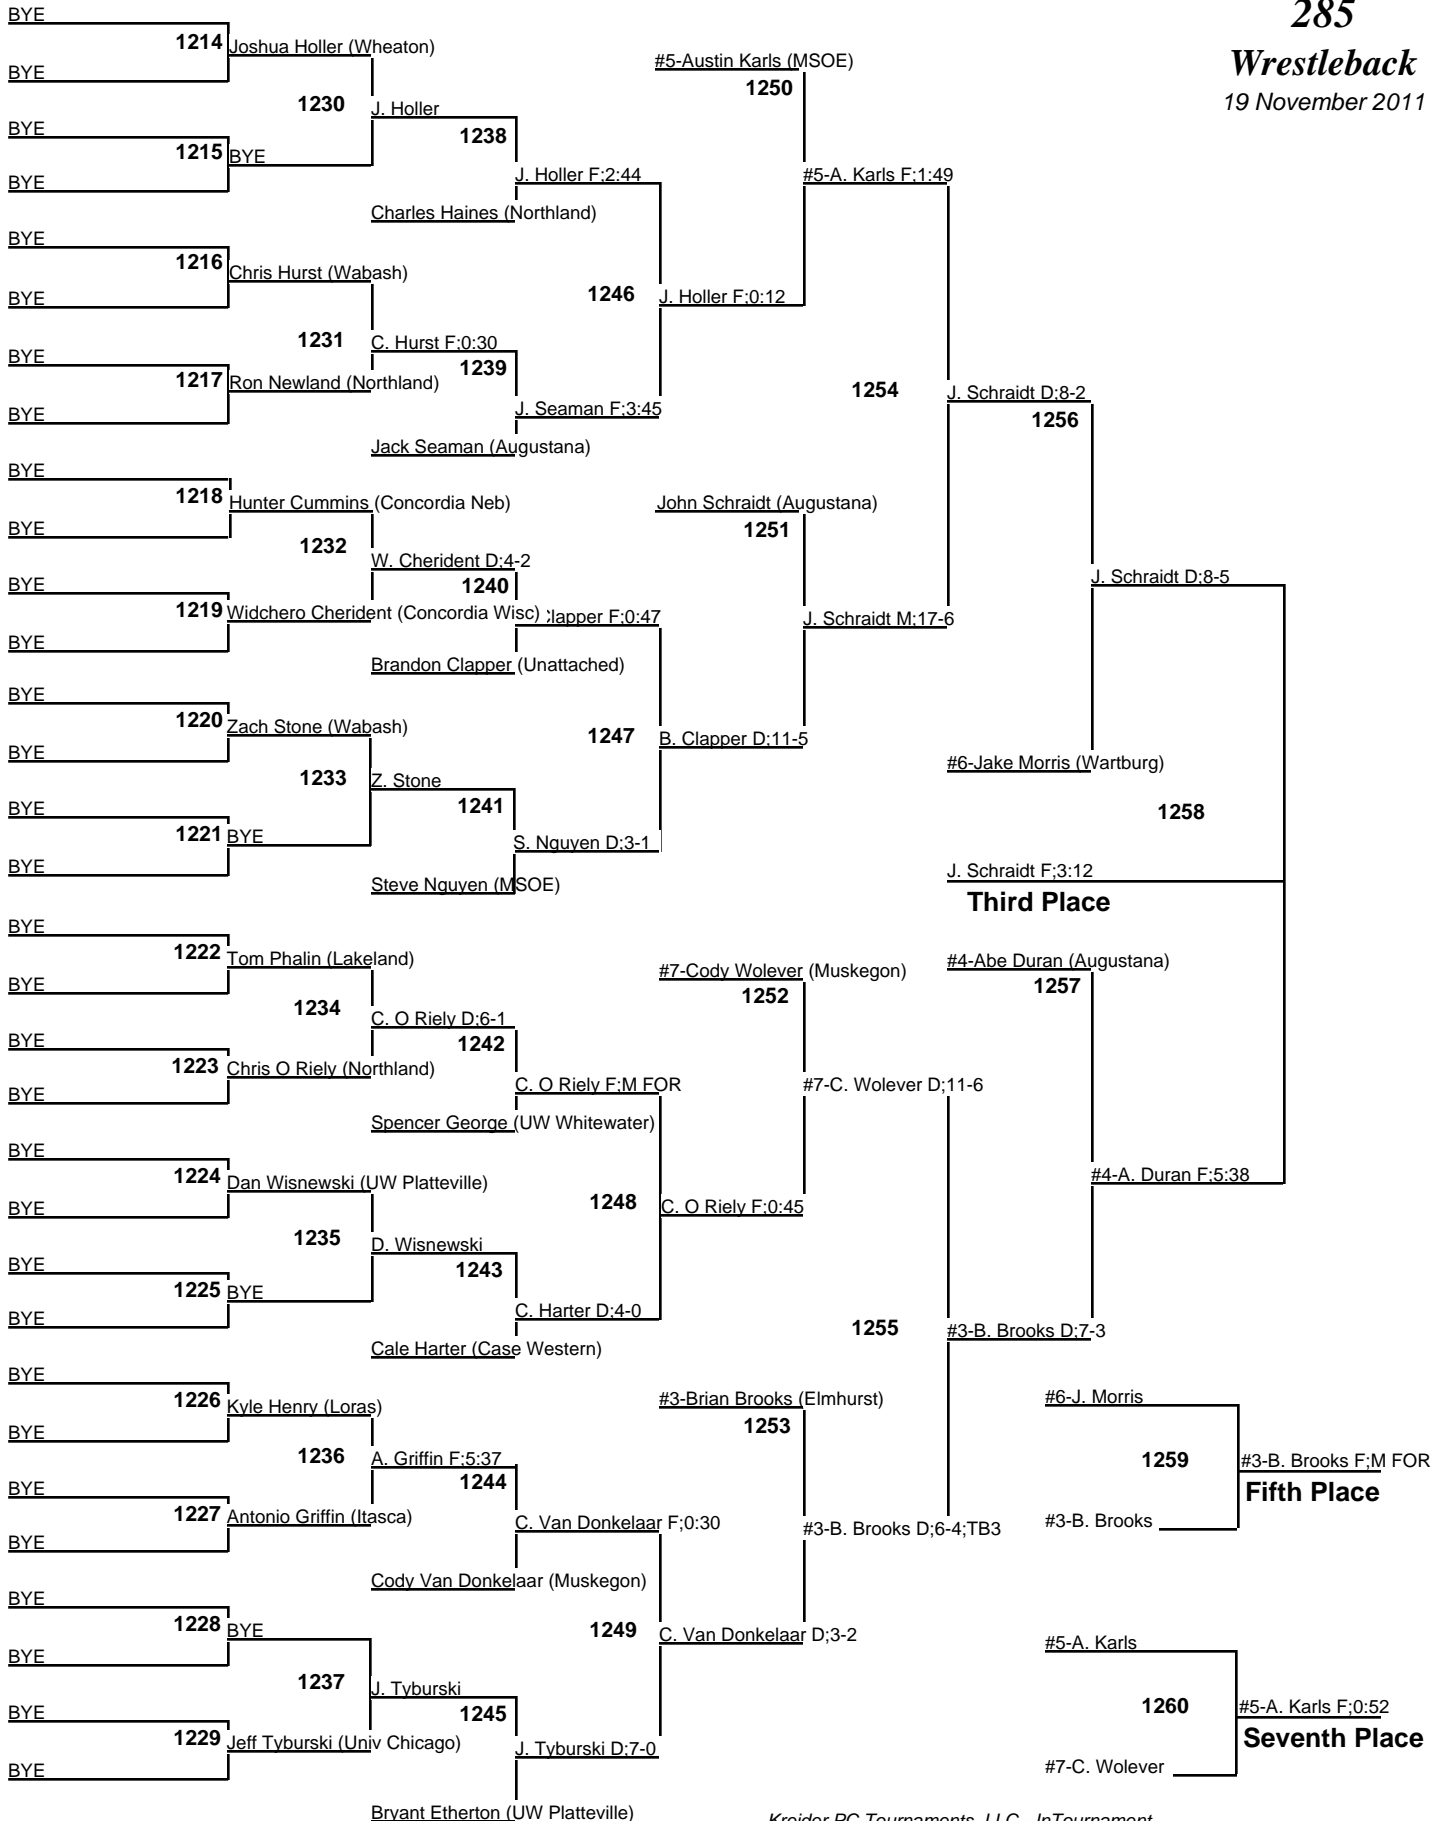 285
Wrestleback
19 November 2011
BYE
1214 Joshua Holler (Wheaton)
BYE
#5-Austin Karls (MSOE)
1250
1230 J. Holler
BYE
1238
1215 BYE
BYE
J. Holler F;2:44
#5-A. Karls F;1:49
Charles Haines (Northland)
BYE
1216 Chris Hurst (Wabash)
BYE
1246 J. Holler F;0:12
1231 C. Hurst F;0:30
BYE
1239
1217 Ron Newland (Northland)
1254 J. Schraidt D;8-2
BYE
J. Seaman F;3:45
1256
Jack Seaman (Augustana)
BYE
1218 Hunter Cummins (Concordia Neb)
John Schraidt (Augustana)
BYE
1251
1232 W. Cherident D;4-2
BYE
1240
J. Schraidt D;8-5
1219 Widchero Cherident (Concordia Wisc)
lapper F;0:47
J. Schraidt M;17-6
BYE
Brandon Clapper (Unattached)
BYE
1220 Zach Stone (Wabash)
1247 B. Clapper D;11-5
BYE
#6-Jake Morris (Wartburg)
1233 Z. Stone
BYE
1241
1258
1221 BYE
S. Nguyen D;3-1
BYE
J. Schraidt F;3:12
Steve Nguyen (MSOE)
Third Place
BYE
1222 Tom Phalin (Lakeland)
#4-Abe Duran (Augustana)
BYE
#7-Cody Wolever (Muskegon)
1252
1257
1234 C. O Riely D;6-1
BYE
1242
1223 Chris O Riely (Northland)
BYE
C. O Riely F;M FOR
#7-C. Wolever D;11-6
Spencer George (UW Whitewater)
BYE
1224 Dan Wisnewski (UW Platteville)
#4-A. Duran F;5:38
BYE
1248 C. O Riely F;0:45
1235 D. Wisnewski
BYE
1243
1225 BYE
BYE
C. Harter D;4-0
1255 #3-B. Brooks D;7-3
Cale Harter (Case Western)
BYE
1226 Kyle Henry (Loras)
#3-Brian Brooks (Elmhurst)
#6-J. Morris
BYE
1253
1236 A. Griffin F;5:37
1259 #3-B. Brooks F;M FOR
BYE
1244
Fifth Place
1227 Antonio Griffin (Itasca)
C. Van Donkelaar F;0:30
#3-B. Brooks D;6-4;TB3
#3-B. Brooks
BYE
Cody Van Donkelaar (Muskegon)
BYE
1228 BYE
1249 C. Van Donkelaar D;3-2
BYE
#5-A. Karls
1237 J. Tyburski
BYE
1245
1260 #5-A. Karls F;0:52
1229 Jeff Tyburski (Univ Chicago)
J. Tyburski D;7-0
Seventh Place
BYE
#7-C. Wolever
Bryant Etherton (UW Platteville)
Kreider PC Tournaments, LLC - InTournament